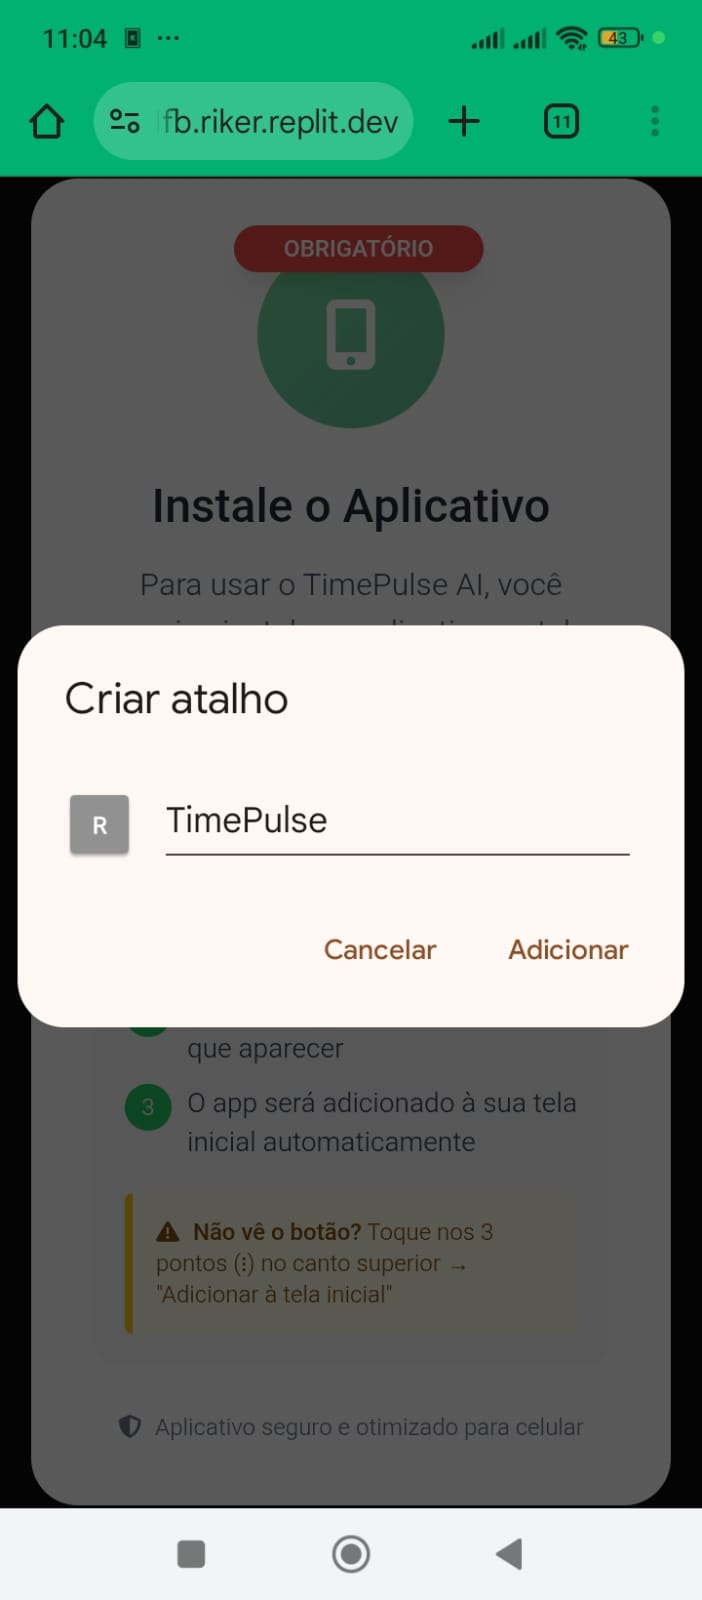 11:04
43
fb.riker.replit.dev
11
OBRIGATÓRIO
Instale o Aplicativo
Para usar o TimePulse AI, você
Criar atalho
R
TimePulse
Cancelar Adicionar
que aparecer
3 O app será adicionado à sua tela
inicial automaticamente
Não vê o botão? Toque nos 3
pontos (⋮) no canto superior →
"Adicionar à tela inicial"
Aplicativo seguro e otimizado para celular